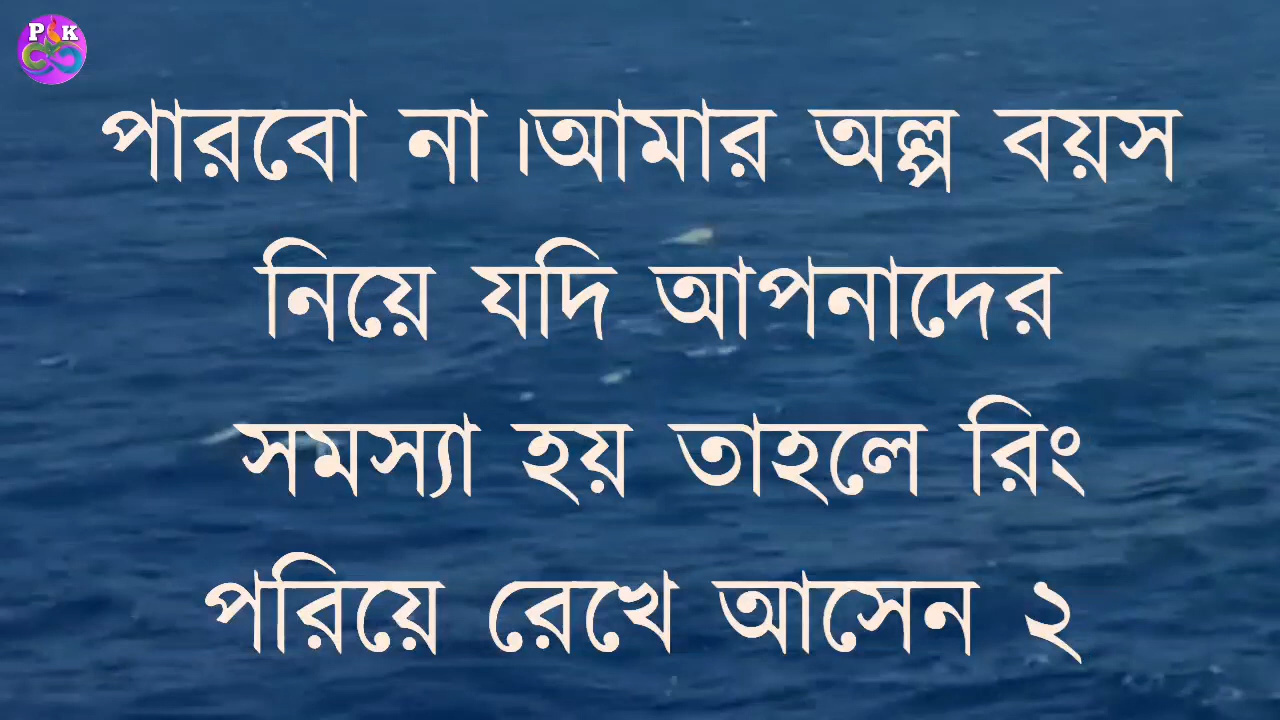 P K
পারবো না।আমার অল্প বয়স
নিয়ে যদি আপনাদের
সমস্যা হয় তাহলে রিং
পরিয়ে রেখে আসেন ২